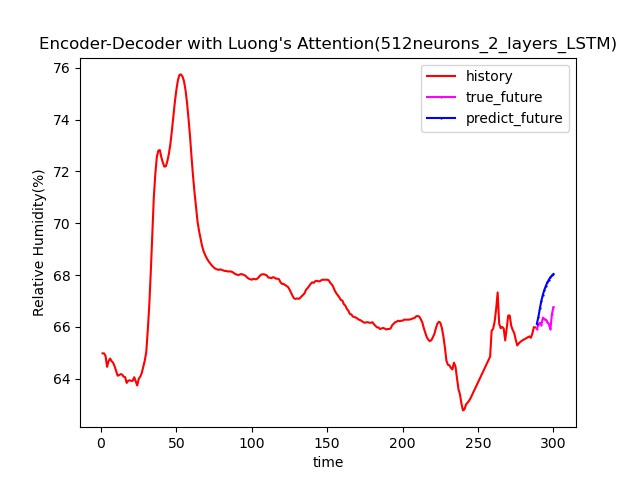 Encoder-Decoder with Luong's Attention(512neurons_2_layers_LSTM)
history
true_future
predict_future
Relative Humidity(%)
76
74
72
70
68
66
64
0 50 100 150 200 250 300
time